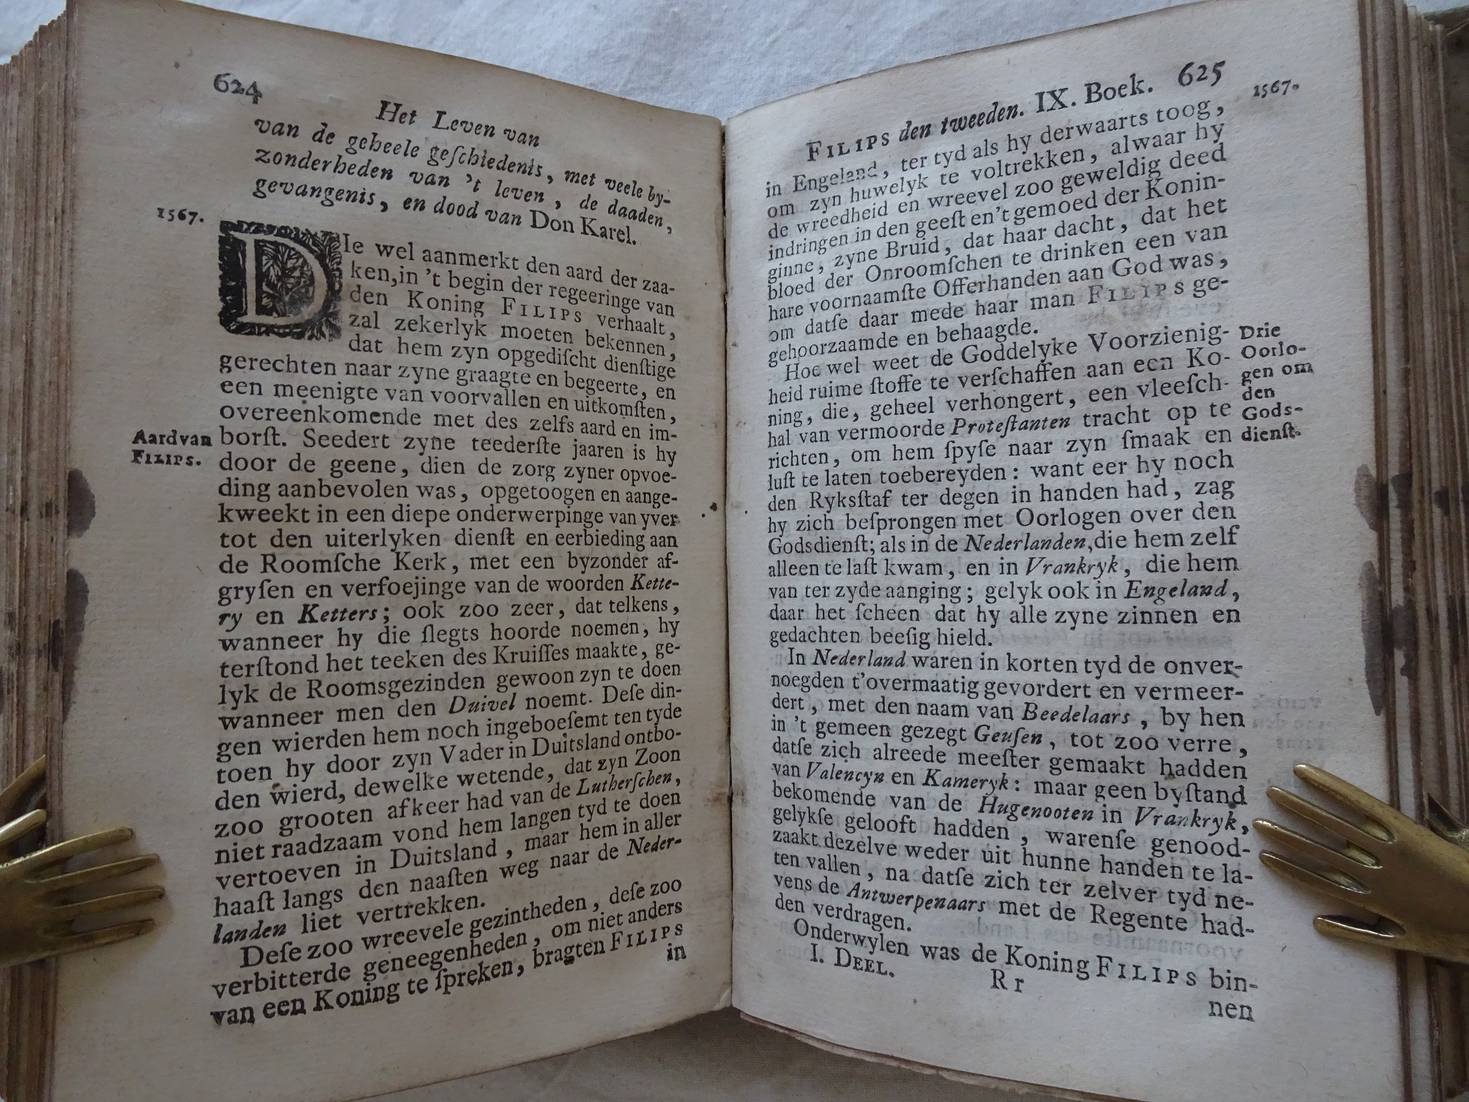 624
Het Leven van
van de geheele geſchiedenis, met veele by-
zonderheden van 't leven, de daaden,
gevangenis, en dood van Don Karel.
1567.
DIe wel aanmerkt den aard der zaa-
ken, in 't begin der regeeringe van
den Koning FILIPS verhaalt,
zal zekerlyk moeten bekennen,
dat hem zyn opgediſcht dienſtige
gerechten naar zyne graagte en begeerte, en
een meenigte van voorvallen en uitkomſten,
overeenkomende met des zelfs aard en im-
Aard van
FILIPS.
borſt. Seedert zyne teederſte jaaren is hy
door de geene, dien de zorg zyner opvoe-
ding aanbevolen was, opgetoogen en aange-
kweekt in een diepe onderwerpinge van yver
tot den uiterlyken dienſt en eerbieding aan
de Roomſche Kerk, met een byzonder af-
gryſen en verfoejinge van de woorden Kette-
ry en Ketters; ook zoo zeer, dat telkens,
wanneer hy die ſlegts hoorde noemen, hy
terſtond het teeken des Kruiſſes maakte, ge-
lyk de Roomsgezinden gewoon zyn te doen
wanneer men den Duivel noemt. Deſe din-
gen wierden hem noch ingeboeſemt ten tyde
toen hy door zyn Vader in Duitsland ontbo-
den wierd, dewelke wetende, dat zyn Zoon
zoo grooten afkeer had van de Lutherſchen,
niet raadzaam vond hem langen tyd te doen
vertoeven in Duitsland, maar hem in aller
haaſt langs den naaſten weg naar de Neder-
landen liet vertrekken.
Deſe zoo wreevele gezintheden, deſe zoo
verbitterde geneegenheden, om niet anders
van een Koning te ſpreken, bragten FILIPS
in
FILIPS den tweeden. IX. Boek. 625
1567.
in Engeland, ter tyd als hy derwaarts toog,
om zyn huwelyk te voltrekken, alwaar hy
de wreedheid en wreevel zoo geweldig deed
indringen in den geeſt en't gemoed der Konin-
ginne, zyne Bruid, dat haar dacht, dat het
bloed der Onroomſchen te drinken een van
hare voornaamſte Offerhanden aan God was,
om datſe daar mede haar man FILIPS ge-
gehoorzaamde en behaagde.
Hoe wel weet de Goddelyke Voorzienig-
Drie
Oorlo-
gen om
den
Gods-
dienſt.
heid ruime ſtoffe te verſchaffen aan een Ko-
ning, die, geheel verhongert, een vleeſch-
hal van vermoorde Proteſtanten tracht op te
richten, om hem ſpyſe naar zyn ſmaak en
luſt te laten toebereyden: want eer hy noch
den Ryksſtaf ter degen in handen had, zag
hy zich beſprongen met Oorlogen over den
Godsdienſt; als in de Nederlanden, die hem zelf
alleen te laſt kwam, en in Vrankryk, die hem
van ter zyde aanging; gelyk ook in Engeland,
daar het ſcheen dat hy alle zyne zinnen en
gedachten beeſig hield.
In Nederland waren in korten tyd de onver-
noegden t'overmaatig gevordert en vermeer-
dert, met den naam van Beedelaars, by hen
in 't gemeen gezegt Geuſen, tot zoo verre,
datſe zich alreede meeſter gemaakt hadden
van Valencyn en Kameryk: maar geen byſtand
bekomende van de Hugenooten in Vrankryk,
gelykſe gelooft hadden, warenſe genood-
zaakt dezelve weder uit hunne handen te la-
ten vallen, na datſe zich ter zelver tyd ne-
vens de Antwerpenaars met de Regente had-
den verdragen.
Onderwylen was de Koning FILIPS bin-
I. DEEL.
Rr
nen